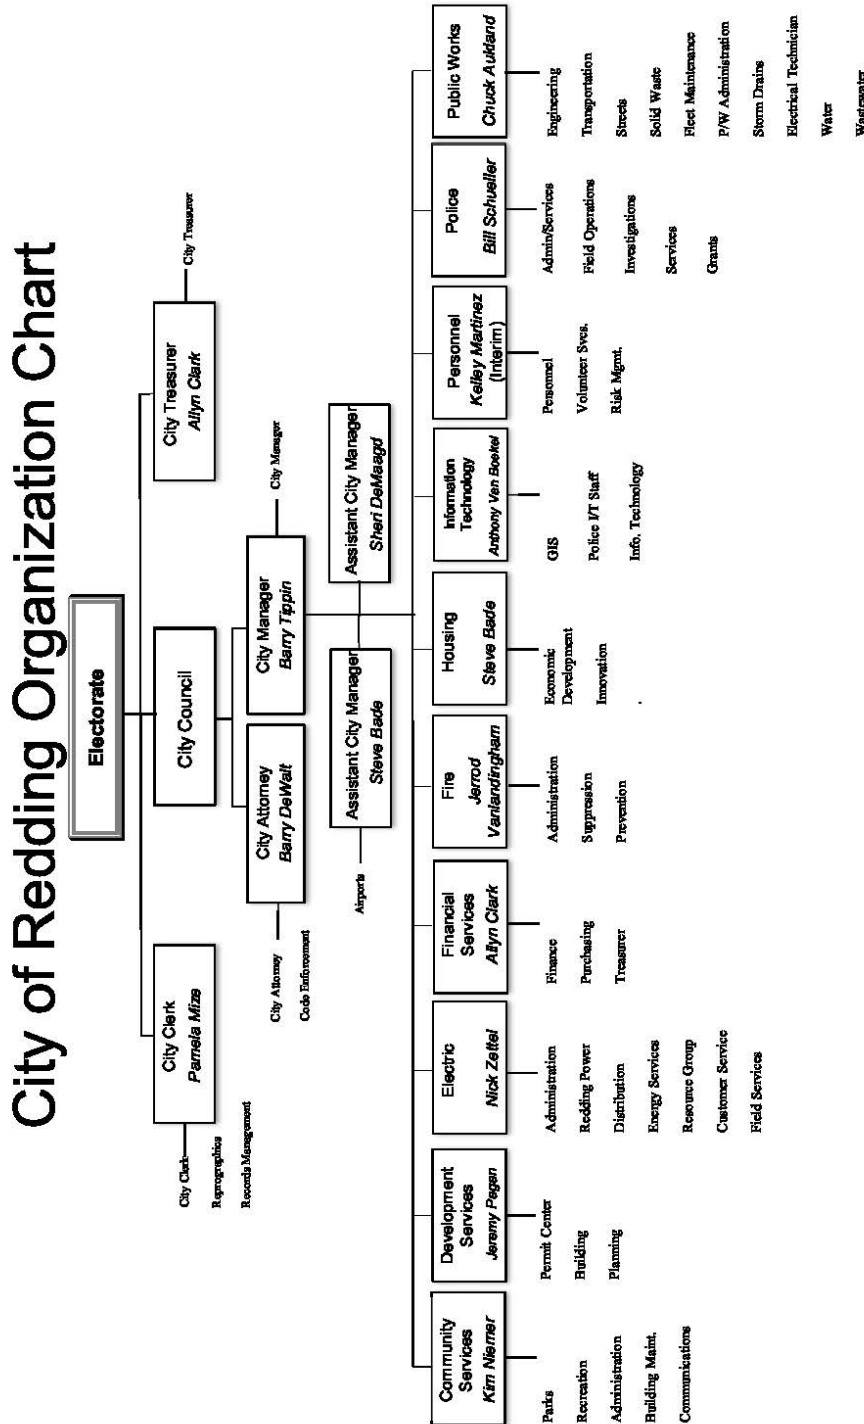 City of Redding Organization Chart
Electorate
City Clerk
Pamela Mize
City Council
City Treasurer
Allyn Clark
City Clerk
Reprographics
Records Management
City Treasurer
City Attorney
Barry DeWalt
City Manager
Barry Tippin
City Attorney
Code Enforcement
City Manager
Assistant City Manager
Steve Bade
Assistant City Manager
Sheri DeMaagd
Airports
Community
Services
Kim Niemer
Parks
Recreation
Administration
Building Maint.
Communications
Development
Services
Jeremy Pagan
Permit Center
Building
Planning
Electric
Nick Zettel
Administration
Redding Power
Distribution
Energy Services
Resource Group
Customer Service
Field Services
Financial
Services
Allyn Clark
Finance
Purchasing
Treasurer
Fire
Jerrod
Vanlandingham
Administration
Suppression
Prevention
Housing
Steve Bade
Economic
Development
Innovation
.
Information
Technology
Anthony Van Boekel
GIS
Police I/T Staff
Info. Technology
Personnel
Kelley Martinez
(Interim)
Personnel
Volunteer Svcs.
Risk Mgmt.
Police
Bill Schueller
Admin/Services
Field Operations
Investigations
Services
Grants
Public Works
Chuck Aukland
Engineering
Transportation
Streets
Solid Waste
Fleet Maintenance
P/W Administration
Storm Drains
Electrical Technician
Water
Wastewater